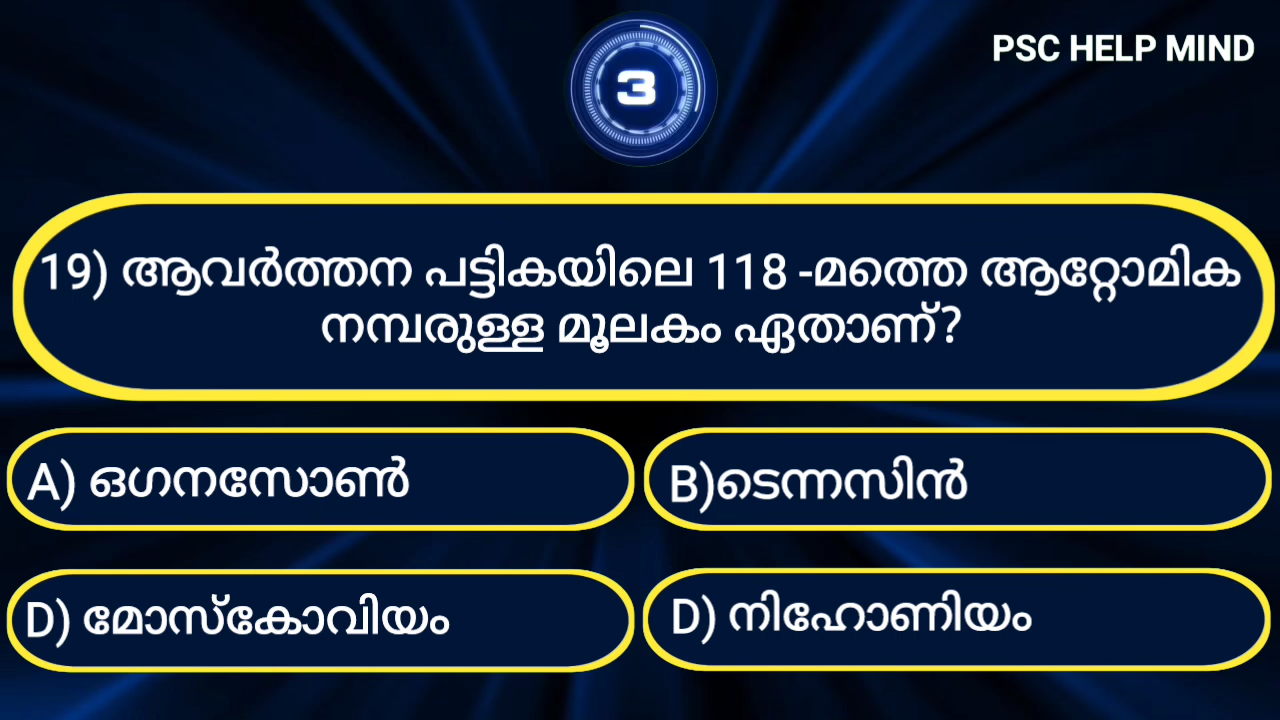 3
PSC HELP MIND
19) ആവർത്തന പട്ടികയിലെ 118 -മത്തെ ആറ്റോമിക
നമ്പരുള്ള മൂലകം ഏതാണ്?
A) ഒഗനസോൺ
B)ടെന്നസിൻ
D) മോസ്കോവിയം
D) നിഹോണിയം